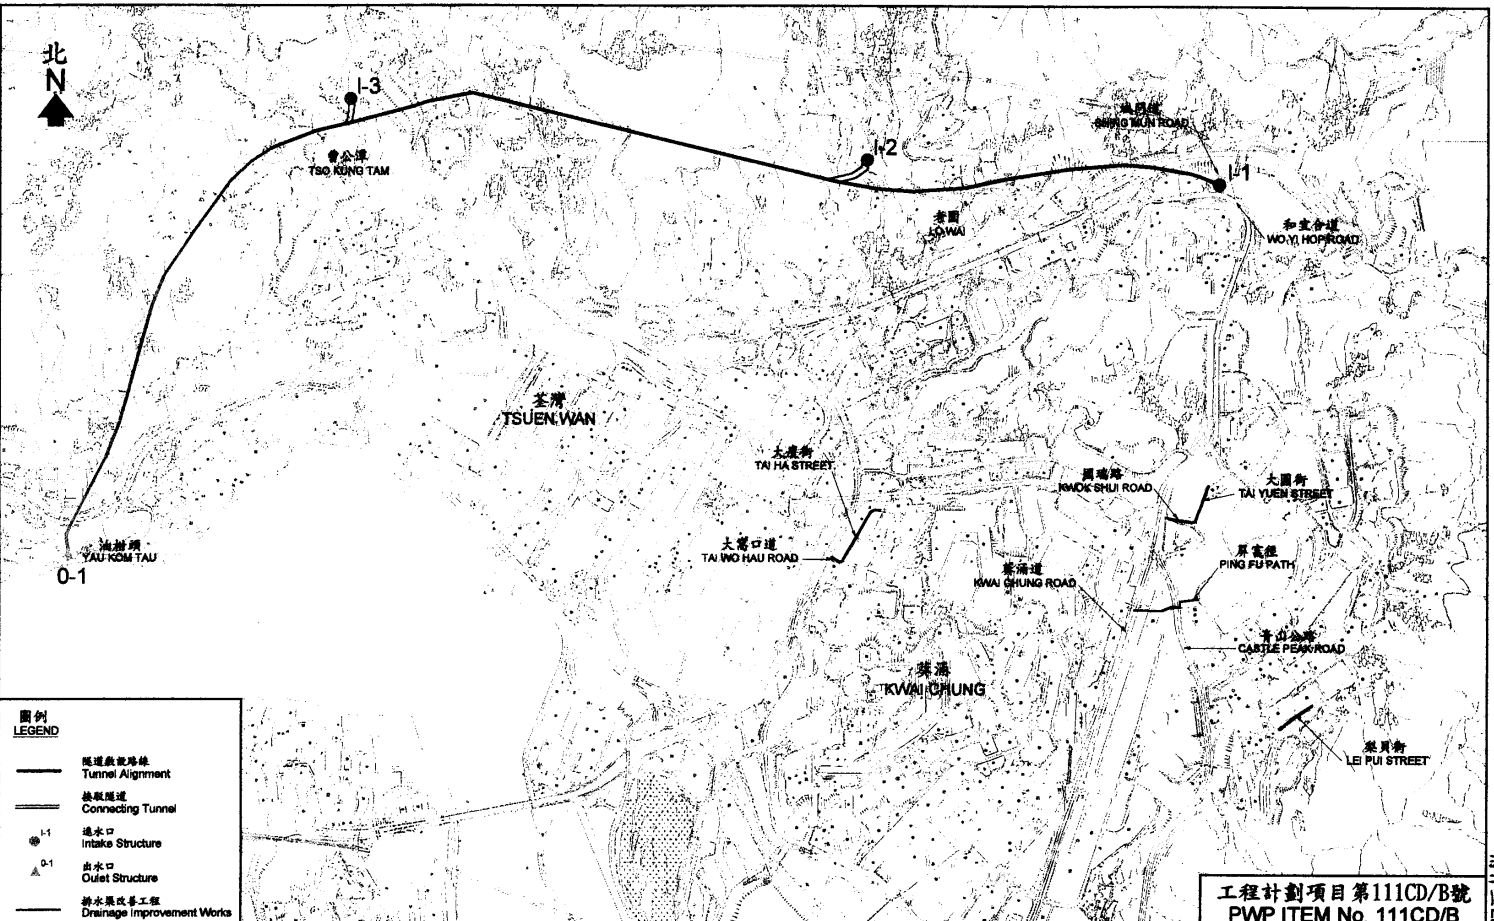 北
N
I-3
曹公潭
TSO KUNG TAM
I-2
城門道
SHING MUN ROAD
I-1
老圍
LO WAI
和宜合道
WO YI HOP ROAD
荃灣
TSUEN WAN
大廈街
TAI HA STREET
國瑞路
KWOK SHUI ROAD
大圓街
TAI YUEN STREET
大窩口道
TAI WO HAU ROAD
油柑頭
YAU KOM TAU
0-1
葵涌道
KWAI CHUNG ROAD
屏富徑
PING FU PATH
青山公路
CASTLE PEAK ROAD
葵涌
KWAI CHUNG
梨貝街
LEI PUI STREET
圖例
LEGEND
隧道敷設路線
Tunnel Alignment
接駁隧道
Connecting Tunnel
I-1
進水口
Intake Structure
0-1
出水口
Outlet Structure
排水渠改善工程
Drainage Improvement Works
工程計劃項目第111CD/B號
PWP ITEM No. 111CD/B